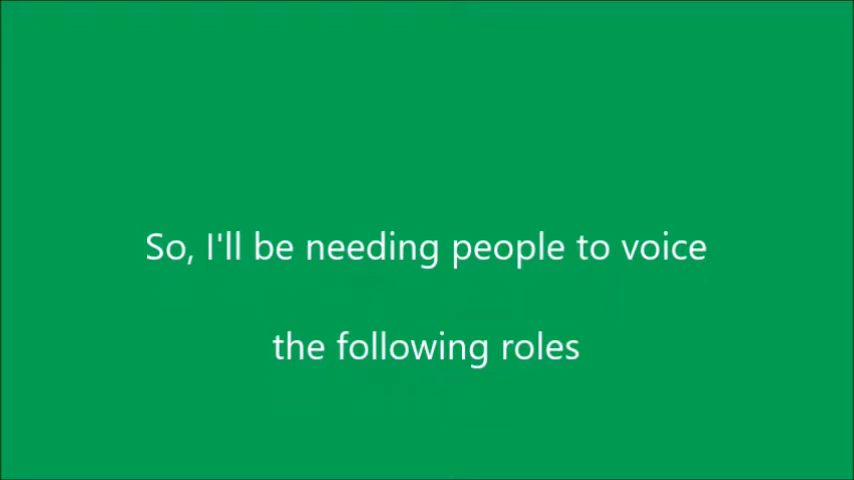 So, I'll be needing people to voice
the following roles